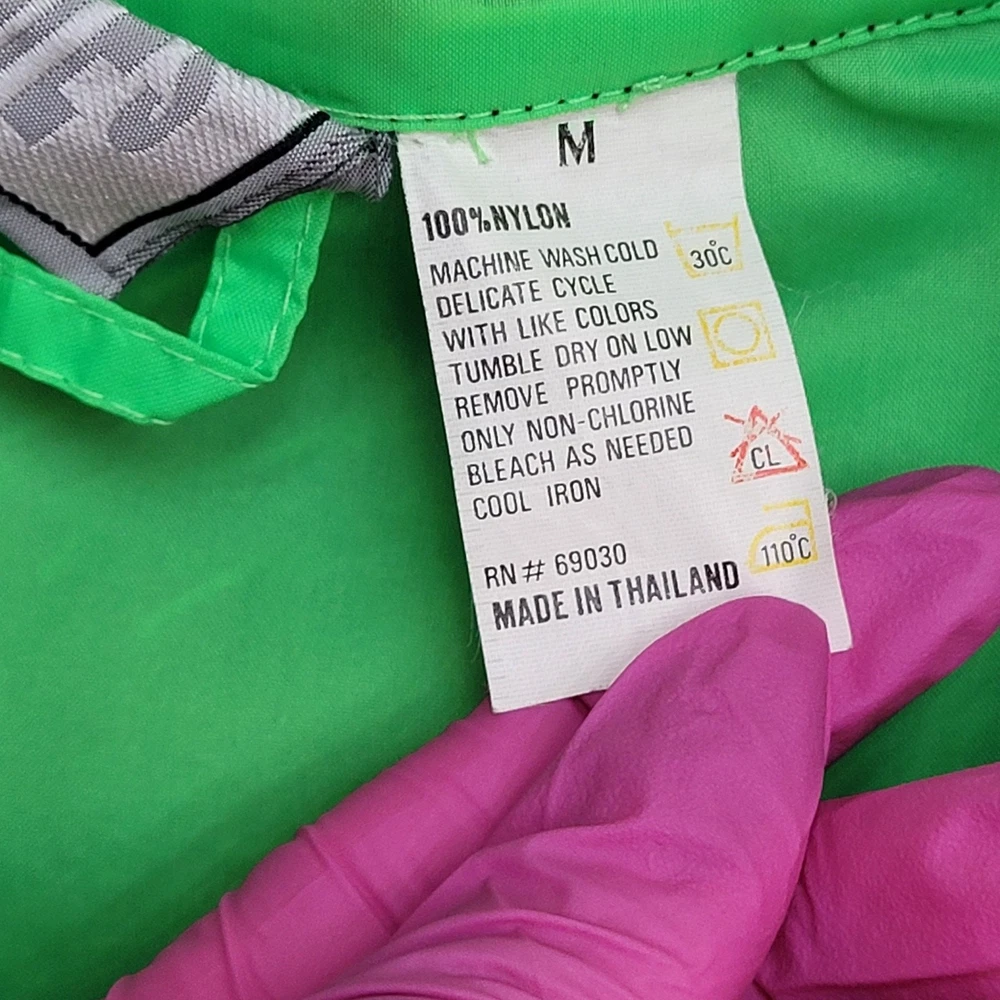 M
100%NYLON
MACHINE WASH COLD
DELICATE CYCLE
WITH LIKE COLORS
TUMBLE DRY ON LOW
REMOVE PROMPTLY
ONLY NON-CHLORINE
BLEACH AS NEEDED
COOL IRON
30°C
CL
110°C
RN # 69030
MADE IN THAILAND